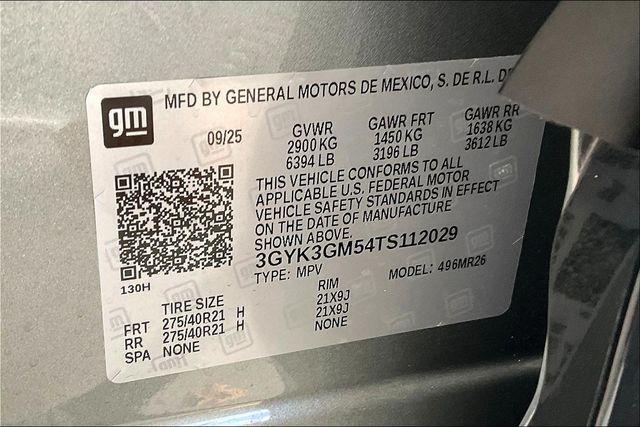 gm
MFD BY GENERAL MOTORS DE MEXICO, S. DE R.L. DE
09/25
GVWR GAWR FRT GAWR RR
2900 KG 1450 KG 1638 KG
6394 LB 3196 LB 3612 LB
THIS VEHICLE CONFORMS TO ALL
APPLICABLE U.S. FEDERAL MOTOR
VEHICLE SAFETY STANDARDS IN EFFECT
ON THE DATE OF MANUFACTURE
SHOWN ABOVE.
3GYK3GM54TS112029
TYPE: MPV MODEL: 496MR26
130H
TIRE SIZE RIM
FRT 275/40R21 H 21X9J
RR 275/40R21 H 21X9J
SPA NONE NONE